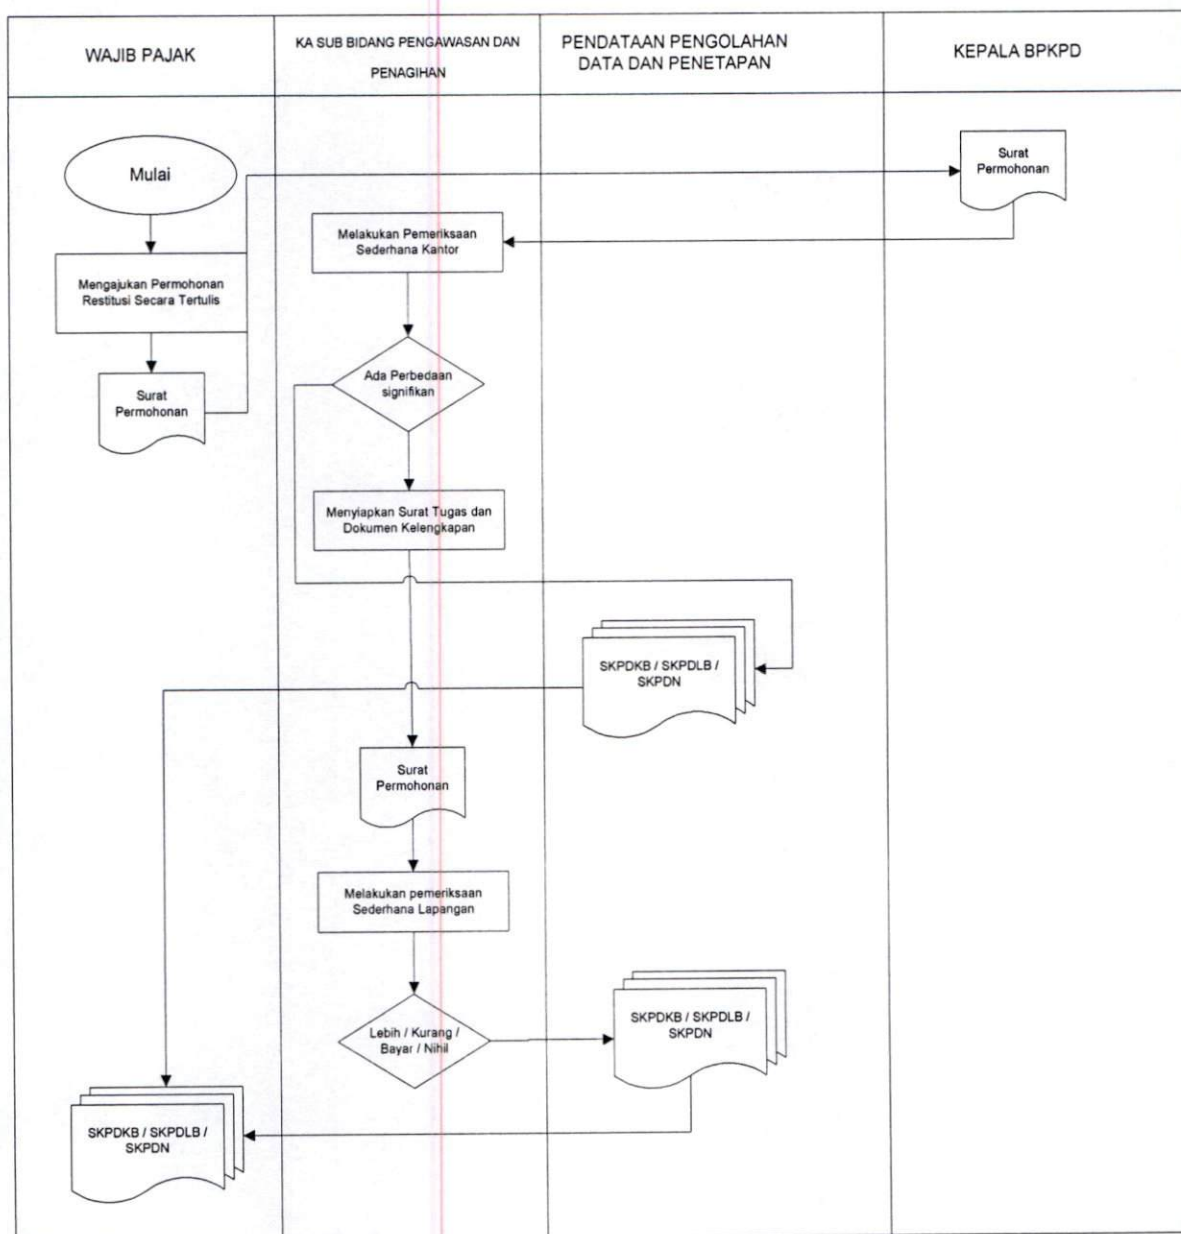 WAJIB PAJAK
KA SUB BIDANG PENGAWASAN DAN
PENAGIHAN
PENDATAAN PENGOLAHAN
DATA DAN PENETAPAN
KEPALA BPKPD
Mulai
Surat
Permohonan
Melakukan Pemeriksaan
Sederhana Kantor
Mengajukan Permohonan
Restitusi Secara Tertulis
Surat
Permohonan
Ada Perbedaan
signifikan
Menyiapkan Surat Tugas dan
Dokumen Kelengkapan
SKPDKB / SKPDLB /
SKPDN
Surat
Permohonan
Melakukan pemeriksaan
Sederhana Lapangan
Lebih / Kurang /
Bayar / Nihil
SKPDKB / SKPDLB /
SKPDN
SKPDKB / SKPDLB /
SKPDN